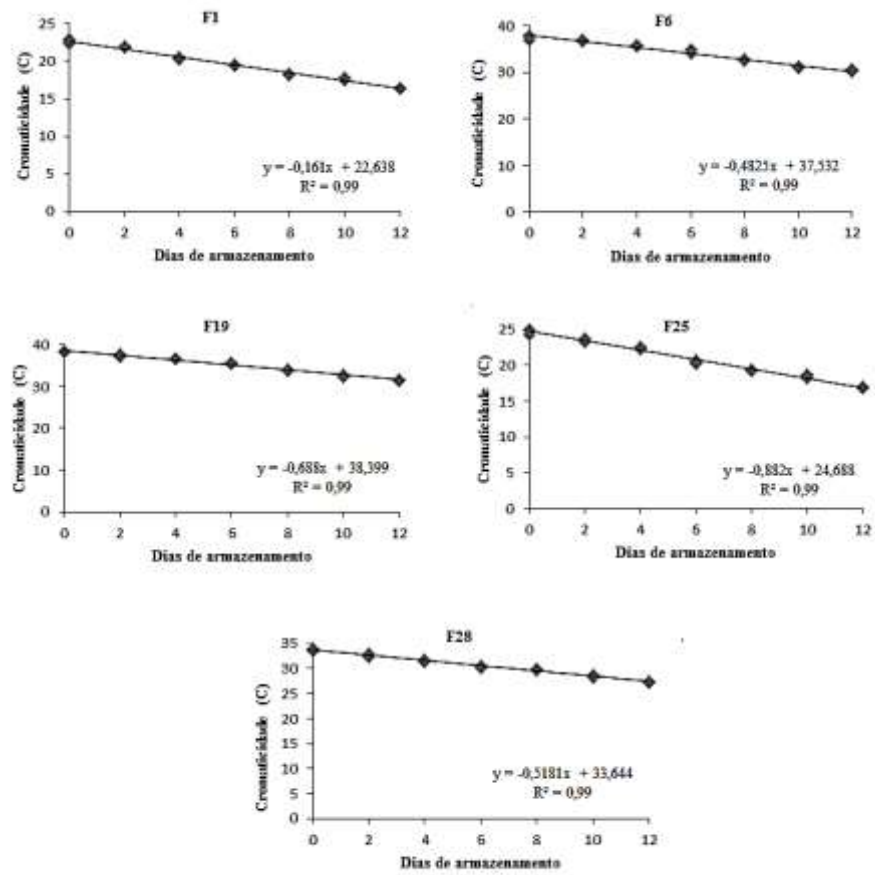 F1
Cromaticidade (C)
25
20
15
10
5
0
y = -0,161x + 22,638
R² = 0,99
0 2 4 6 8 10 12
Dias de armazenamento
F6
Cromaticidade (C)
40
30
20
10
0
y = -0,4825x + 37,532
R² = 0,99
0 2 4 6 8 10 12
Dias de armazenamento
F19
Cromaticidade (C)
40
30
20
10
0
y = -0,688x + 38,399
R² = 0,99
0 2 4 6 8 10 12
Dias de armazenamento
F25
Cromaticidade (C)
25
20
15
10
5
0
y = -0,882x + 24,688
R² = 0,99
0 2 4 6 8 10 12
Dias de armazenamento
F28
Cromaticidade (C)
35
30
25
20
15
10
5
0
y = -0,5181x + 33,644
R² = 0,99
0 2 4 6 8 10 12
Dias de armazenamento